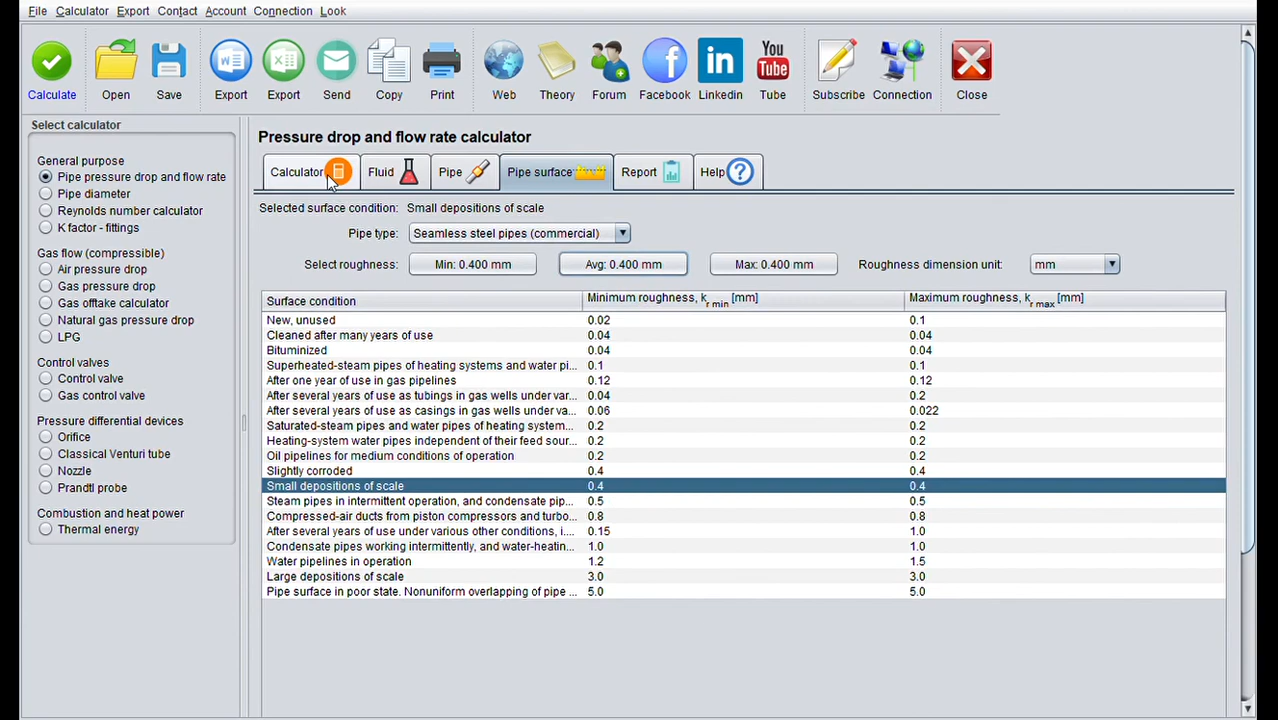 File Calculator Export Contact Account Connection Look
Calculate Open Save Export Export Send Copy Print Web Theory Forum Facebook Linkedin You Tube Subscribe Connection Close
Select calculator
General purpose
Pipe pressure drop and flow rate
Pipe diameter
Reynolds number calculator
K factor - fittings
Gas flow (compressible)
Air pressure drop
Gas pressure drop
Gas offtake calculator
Natural gas pressure drop
LPG
Control valves
Control valve
Gas control valve
Pressure differential devices
Orifice
Classical Venturi tube
Nozzle
Prandtl probe
Combustion and heat power
Thermal energy
Pressure drop and flow rate calculator
Calculator Fluid Pipe Pipe surface Report Help
Selected surface condition: Small depositions of scale
Pipe type: Seamless steel pipes (commercial)
Select roughness: Min: 0.400 mm Avg: 0.400 mm Max: 0.400 mm Roughness dimension unit: mm
Surface condition Minimum roughness, k r min [mm] Maximum roughness, k r max [mm]
New, unused 0.02 0.1
Cleaned after many years of use 0.04 0.04
Bituminized 0.04 0.04
Superheated-steam pipes of heating systems and water pi... 0.1 0.1
After one year of use in gas pipelines 0.12 0.12
After several years of use as tubings in gas wells under var... 0.04 0.2
After several years of use as casings in gas wells under va... 0.06 0.022
Saturated-steam pipes and water pipes of heating system... 0.2 0.2
Heating-system water pipes independent of their feed sour... 0.2 0.2
Oil pipelines for medium conditions of operation 0.2 0.2
Slightly corroded 0.4 0.4
Small depositions of scale 0.4 0.4
Steam pipes in intermittent operation, and condensate pip... 0.5 0.5
Compressed-air ducts from piston compressors and turbo... 0.8 0.8
After several years of use under various other conditions, i.... 0.15 1.0
Condensate pipes working intermittently, and water-heatin... 1.0 1.0
Water pipelines in operation 1.2 1.5
Large depositions of scale 3.0 3.0
Pipe surface in poor state. Nonuniform overlapping of pipe ... 5.0 5.0